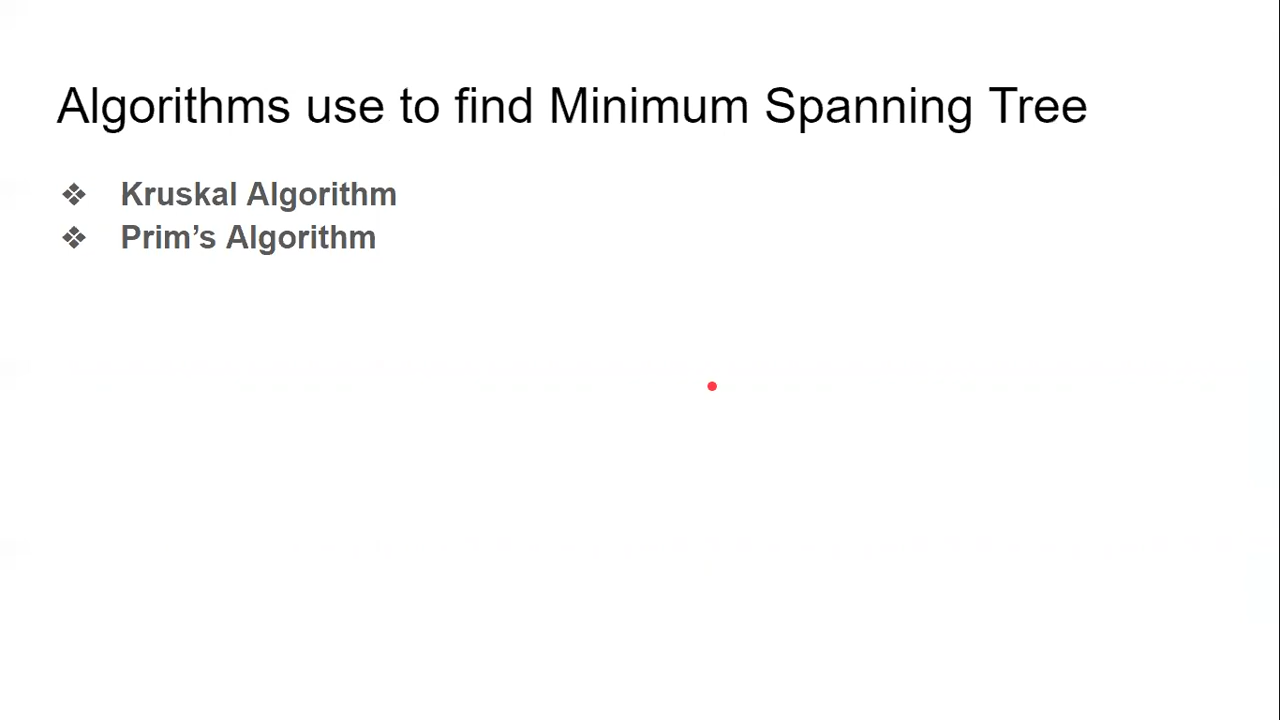 Algorithms use to find Minimum Spanning Tree
❖ Kruskal Algorithm
❖ Prim’s Algorithm